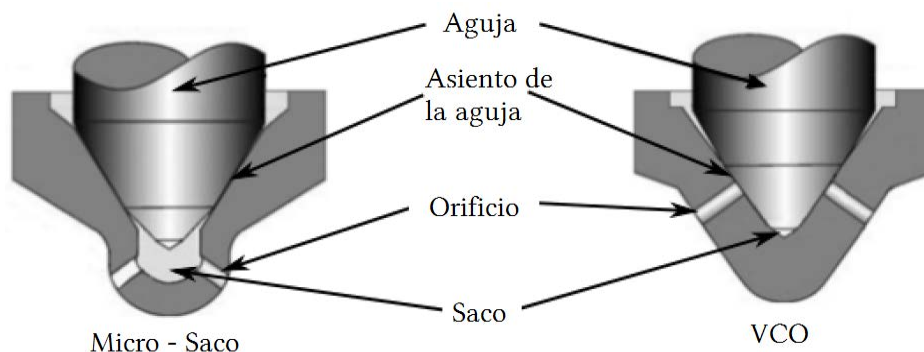 Aguja
Asiento de
la aguja
Orificio
Saco
Micro - Saco
VCO